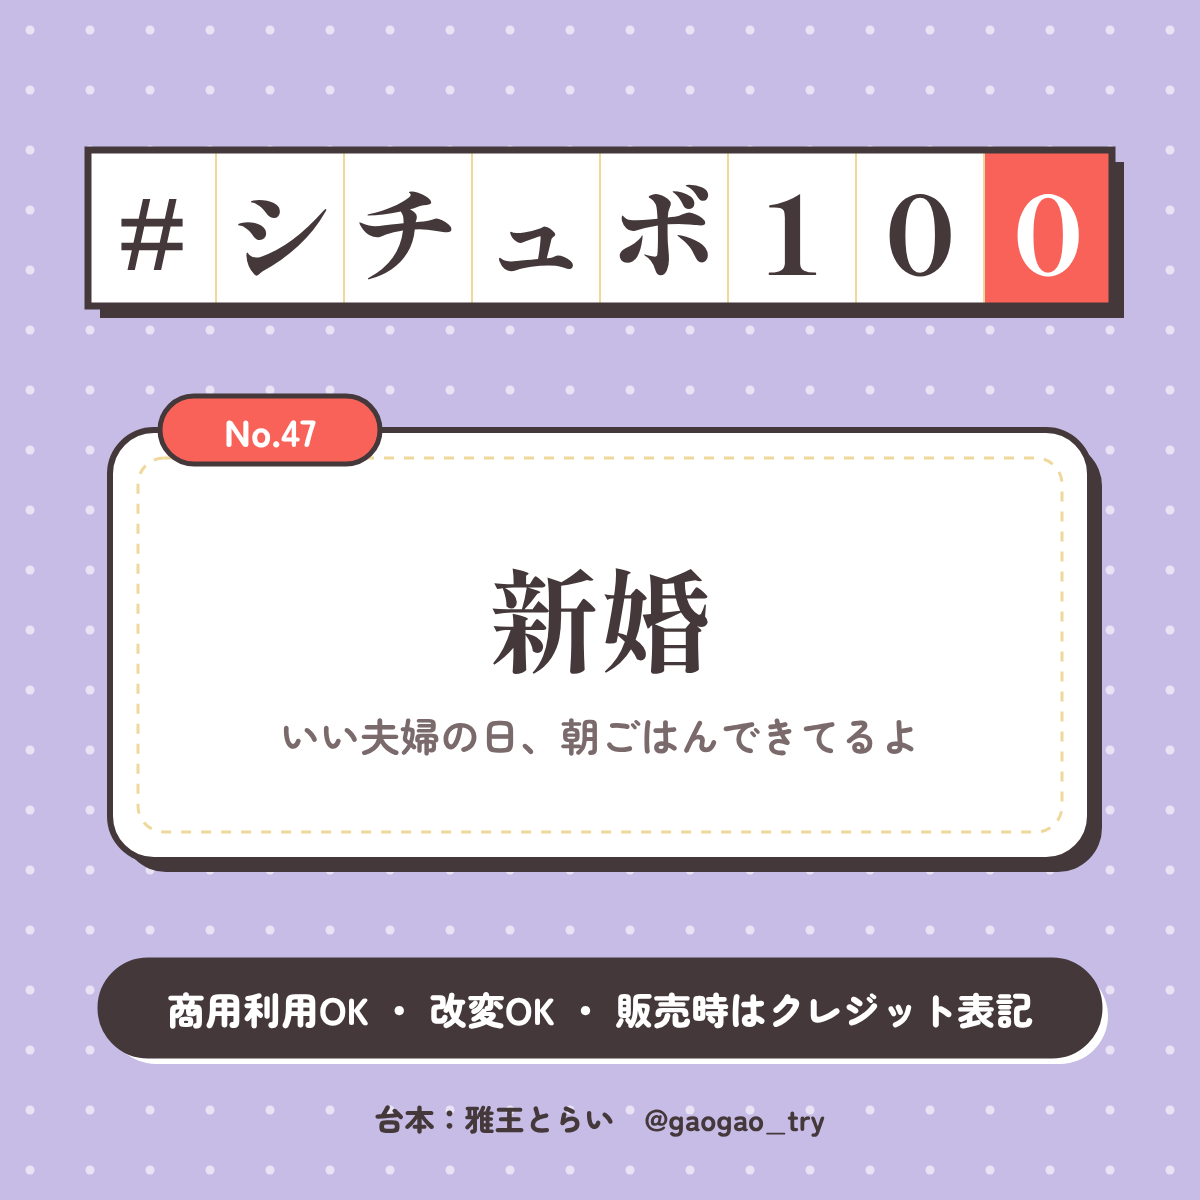 #シチュボ100
No.47
新婚
いい夫婦の日、朝ごはんできてるよ
商用利用OK ・ 改変OK ・ 販売時はクレジット表記
台本：雅王とらい　@gaogao_try